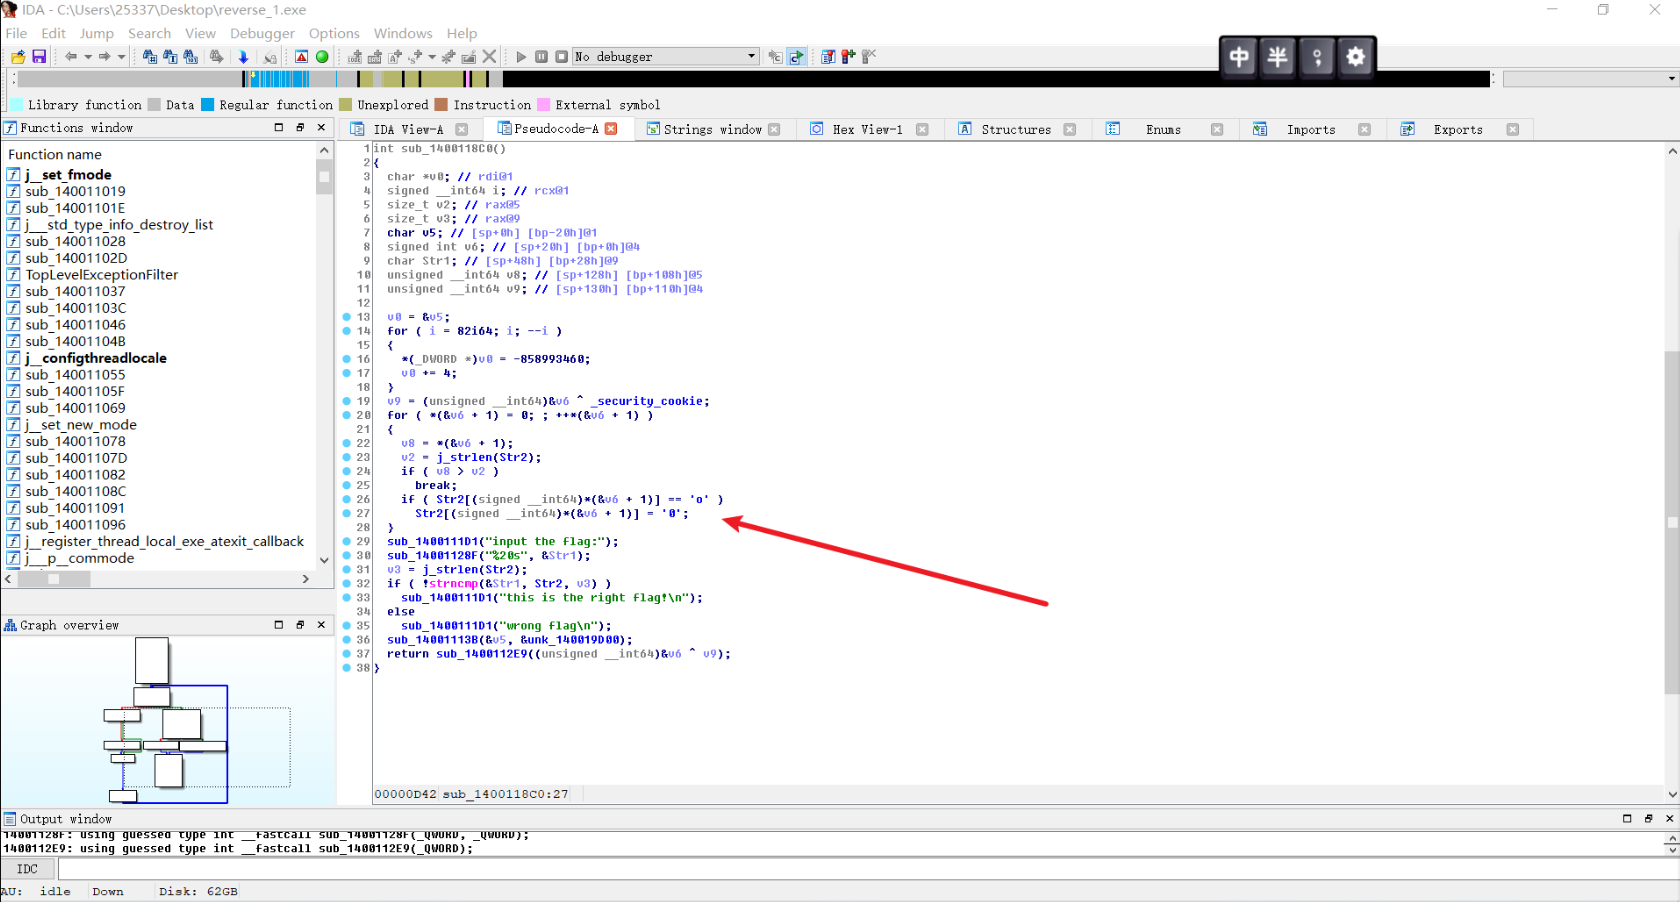 IDA - C:\Users\25337\Desktop\reverse_1.exe
File Edit Jump Search View Debugger Options Windows Help
No debugger
中 半 ；
Library function Data Regular function Unexplored Instruction External symbol
Functions window
IDA View-A Pseudocode-A Strings window Hex View-1 Structures Enums Imports Exports
Function name
j__set_fmode
sub_140011019
sub_14001101E
j___std_type_info_destroy_list
sub_140011028
sub_14001102D
TopLevelExceptionFilter
sub_140011037
sub_14001103C
sub_140011046
sub_14001104B
j__configthreadlocale
sub_140011055
sub_14001105F
sub_140011069
j__set_new_mode
sub_140011078
sub_14001107D
sub_140011082
sub_14001108C
sub_140011091
sub_140011096
j__register_thread_local_exe_atexit_callback
j___p__commode
1 int sub_1400118C0()
2 {
3 char *v0; // rdi@1
4 signed __int64 i; // rcx@1
5 size_t v2; // rax@5
6 size_t v3; // rax@9
7 char v5; // [sp+0h] [bp-20h]@1
8 signed int v6; // [sp+20h] [bp+0h]@4
9 char Str1; // [sp+48h] [bp+28h]@9
10 unsigned __int64 v8; // [sp+128h] [bp+108h]@5
11 unsigned __int64 v9; // [sp+130h] [bp+110h]@4
12
13 v0 = &v5;
14 for ( i = 82i64; i; --i )
15 {
16 *(_DWORD *)v0 = -858993460;
17 v0 += 4;
18 }
19 v9 = (unsigned __int64)&v6 ^ _security_cookie;
20 for ( *(&v6 + 1) = 0; ; ++*(&v6 + 1) )
21 {
22 v8 = *(&v6 + 1);
23 v2 = j_strlen(Str2);
24 if ( v8 > v2 )
25 break;
26 if ( Str2[(signed __int64)*(&v6 + 1)] == 'o' )
27 Str2[(signed __int64)*(&v6 + 1)] = '0';
28 }
29 sub_1400111D1("input the flag:");
30 sub_14001128F("%20s", &Str1);
31 v3 = j_strlen(Str2);
32 if ( !strncmp(&Str1, Str2, v3) )
33 sub_1400111D1("this is the right flag!\n");
34 else
35 sub_1400111D1("wrong flag\n");
36 sub_14001113B(&v5, &unk_140019D00);
37 return sub_1400112E9((unsigned __int64)&v6 ^ v9);
38 }
00000D42 sub_1400118C0:27
Graph overview
Output window
14001128F: using guessed type int __fastcall sub_14001128F(_QWORD, _QWORD);
1400112E9: using guessed type int __fastcall sub_1400112E9(_QWORD);
IDC
AU: idle Down Disk: 62GB